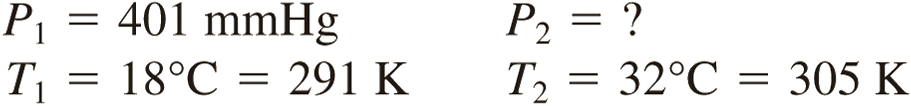 P₁ = 401 mmHg P₂ = ?
T₁ = 18°C = 291 K T₂ = 32°C = 305 K